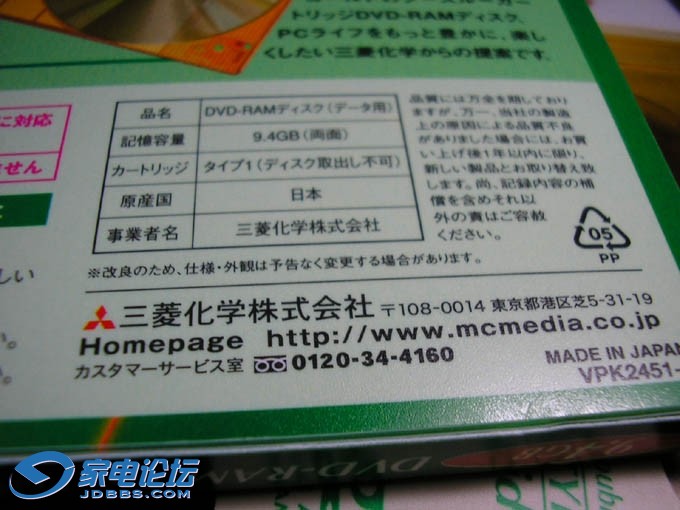 トリッジDVD-RAMディスク、
PCライフをもっと豊かに、楽し
くしたい三菱化学からの提案です。
に対応
せん
品名 DVD-RAMディスク（データ用）
記憶容量 9.4GB（両面）
カートリッジ タイプ1（ディスク取出し不可）
原産国 日本
事業者名 三菱化学株式会社
品質には万全を期しており
ますが、万一、当社の製造
上の原因による品質不良
がありました場合には、お買
い上げ後1年以内に限り、
新しい製品とお取り替え致
します。尚、記録内容の補
償を含めそれ以
外の責はご容赦
ください。
05
PP
※改良のため、仕様・外観は予告なく変更する場合があります。
三菱化学株式会社 〒108-0014 東京都港区芝5-31-19
Homepage http://www.mcmedia.co.jp
カスタマーサービス室 0120-34-4160
MADE IN JAPAN
VPK2451-
DVD-RAM 9.4GB
家电论坛
JDBBS.COM